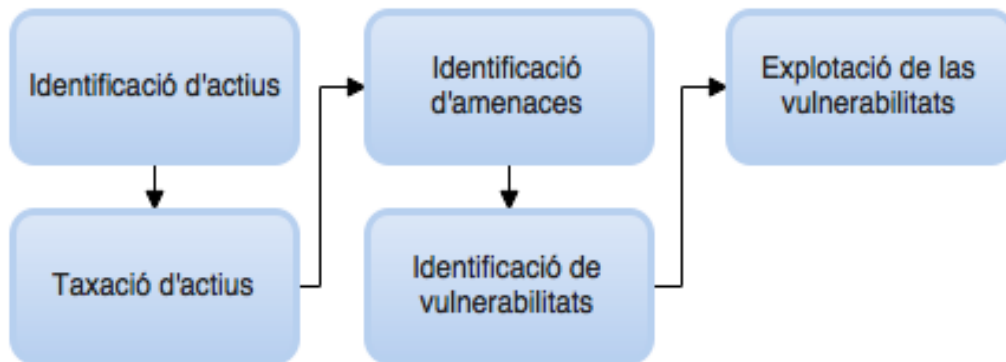 Identificació d'actius
Taxació d'actius
Identificació
d'amenaces
Identificació de
vulnerabilitats
Explotació de las
vulnerabilitats